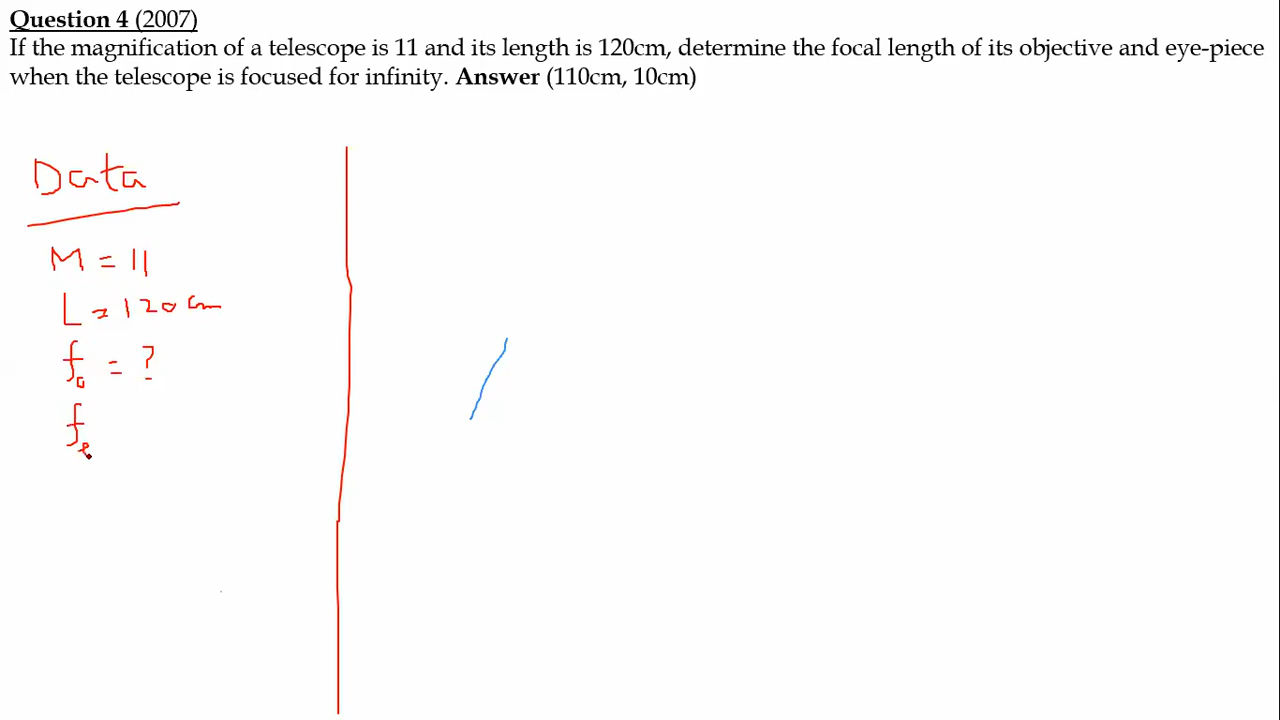 Question 4 (2007)
If the magnification of a telescope is 11 and its length is 120cm, determine the focal length of its objective and eye-piece
when the telescope is focused for infinity. Answer (110cm, 10cm)
Data
M = 11
L = 120 cm
fo = ?
fe